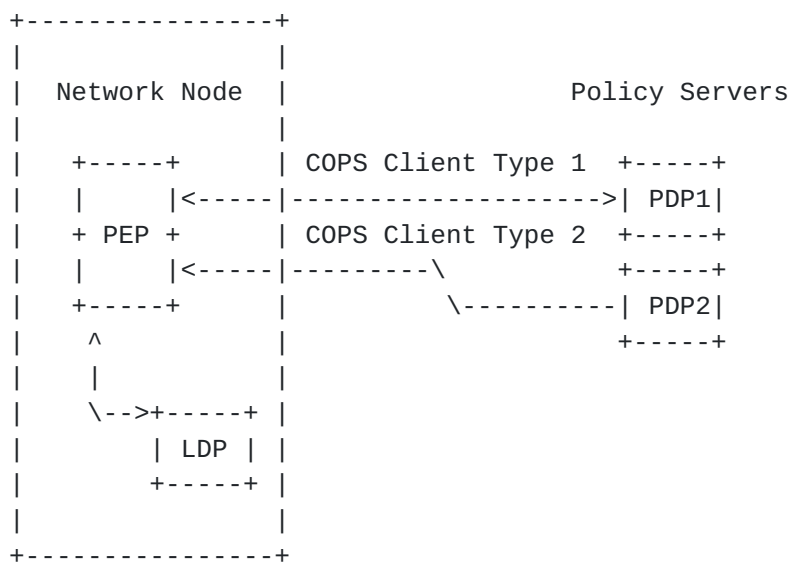 Network Node Policy Servers
COPS Client Type 1
PDP1
PEP COPS Client Type 2
PDP2
LDP